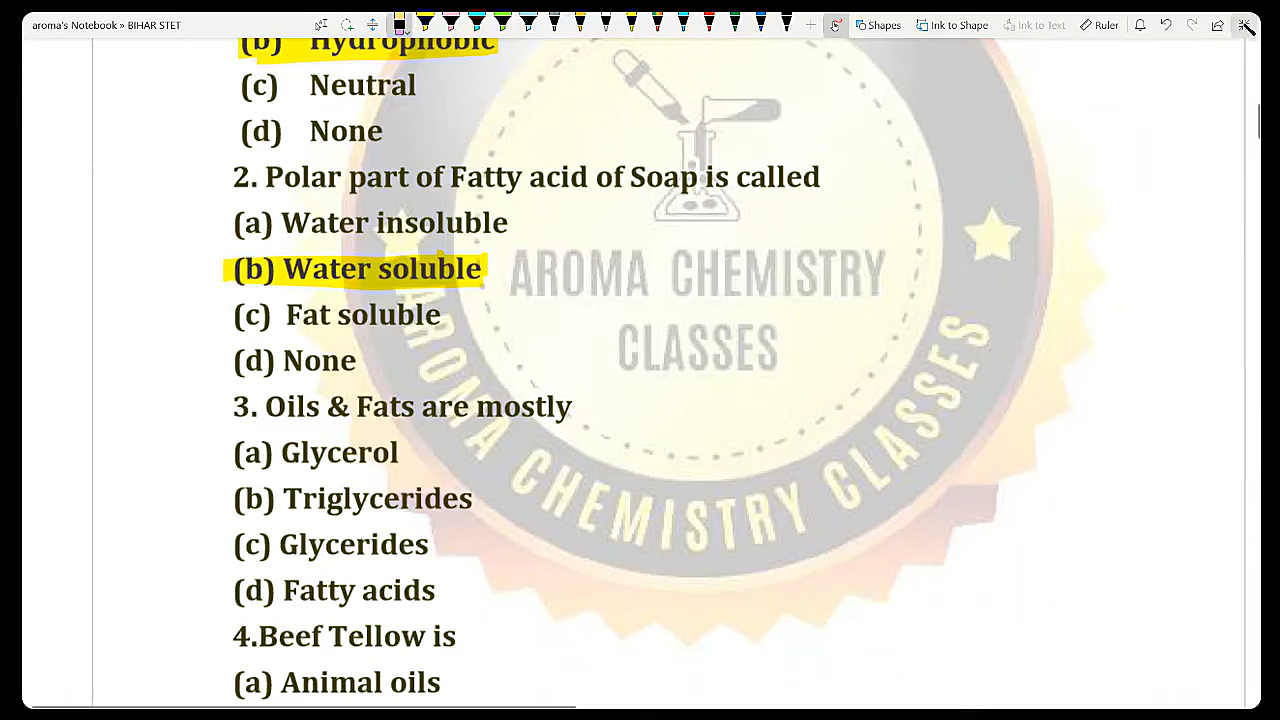 aroma's Notebook » BIHAR STET
Shapes
Ink to Shape
Ink to Text
Ruler
(b) Hydrophobic
(c) Neutral
(d) None
2. Polar part of Fatty acid of Soap is called
(a) Water insoluble
(b) Water soluble
(c) Fat soluble
(d) None
3. Oils & Fats are mostly
(a) Glycerol
(b) Triglycerides
(c) Glycerides
(d) Fatty acids
4.Beef Tellow is
(a) Animal oils
AROMA CHEMISTRY
CLASSES
AROMA CHEMISTRY CLASSES